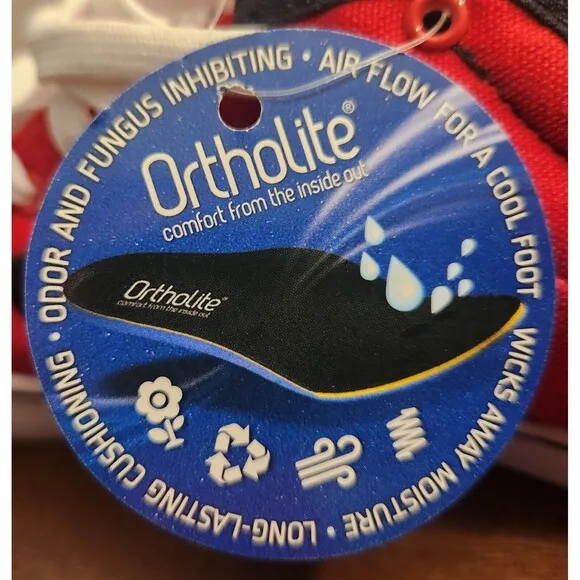 ODOR AND FUNGUS INHIBITING • AIR FLOW FOR A COOL FOOT WICKS AWAY MOISTURE • LONG-LASTING CUSHIONING •
Ortholite®
comfort from the inside out
Ortholite®
comfort from the inside out